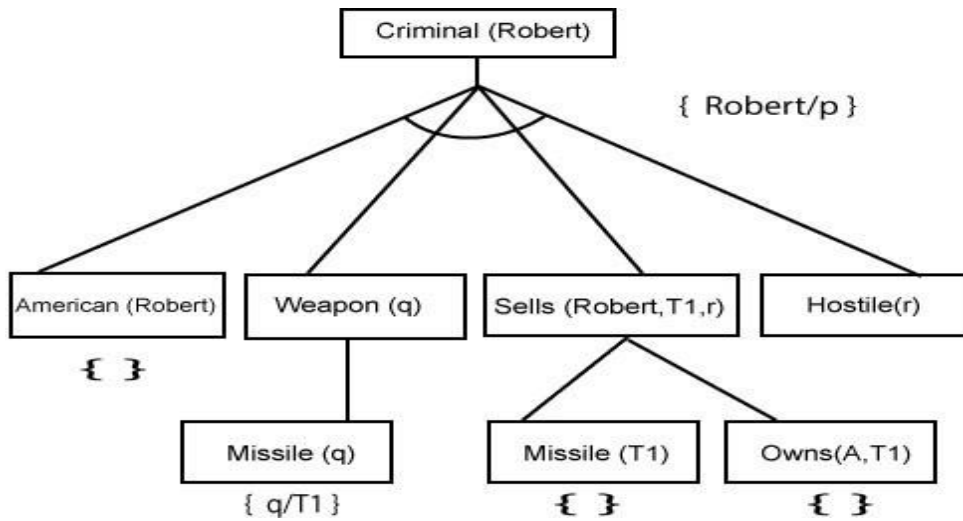 Criminal (Robert)
{ Robert/p }
American (Robert)
Weapon (q)
Sells (Robert,T1,r)
Hostile(r)
{ }
Missile (q)
Missile (T1)
Owns(A,T1)
{ q/T1 }
{ }
{ }